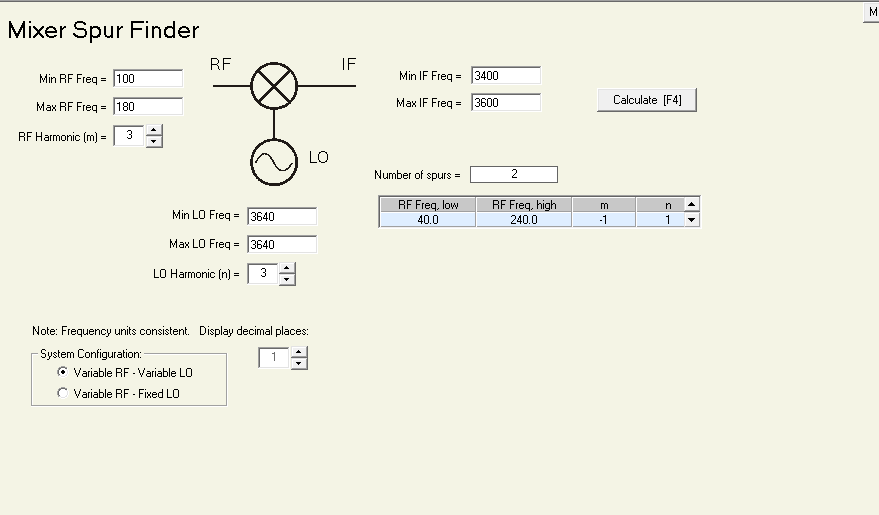 M
Mixer Spur Finder
RF
IF
Min RF Freq = 100
Max RF Freq = 180
RF Harmonic (m) = 3
Min IF Freq = 3400
Max IF Freq = 3600
Calculate [F4]
LO
Number of spurs = 2
RF Freq, low RF Freq, high m n
40.0 240.0 -1 1
Min LO Freq = 3640
Max LO Freq = 3640
LO Harmonic (n) = 3
Note: Frequency units consistent. Display decimal places:
1
System Configuration:
Variable RF - Variable LO
Variable RF - Fixed LO